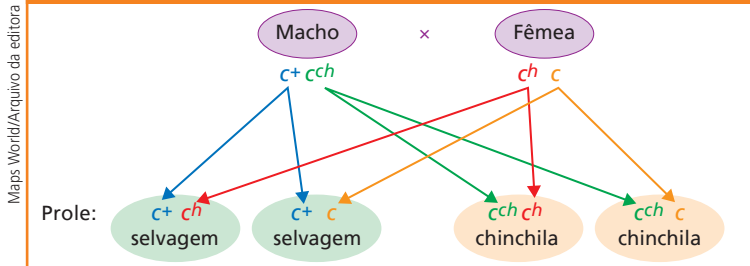 Maps World/Arquivo da editora
Macho × Fêmea
c⁺ cᶜʰ cʰ c
Prole: c⁺ cʰ c⁺ c cᶜʰ cʰ cᶜʰ c
selvagem selvagem chinchila chinchila